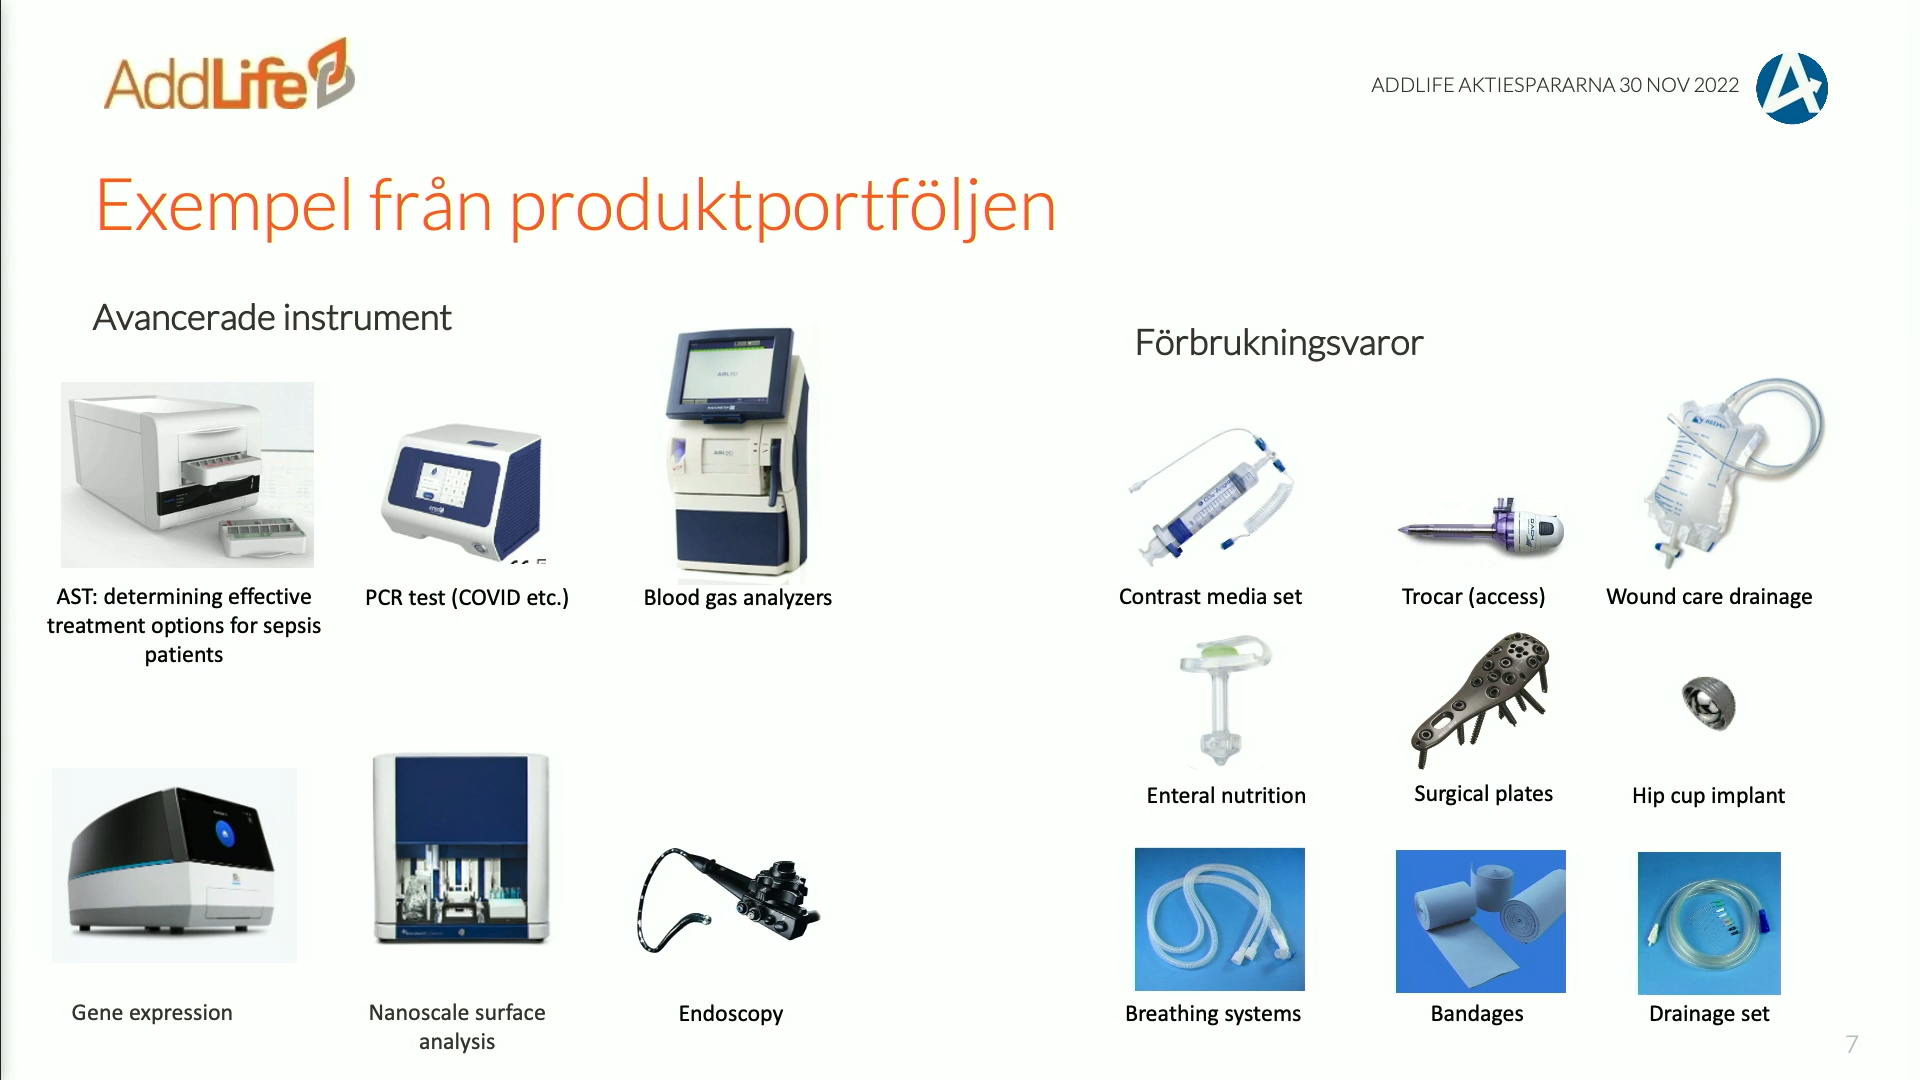 AddLife
ADDLIFE AKTIESPARARNA 30 NOV 2022
Exempel från produktportföljen
Avancerade instrument
AST: determining effective
treatment options for sepsis
patients
PCR test (COVID etc.)
Blood gas analyzers
Gene expression
Nanoscale surface
analysis
Endoscopy
Förbrukningsvaror
Contrast media set
Trocar (access)
Wound care drainage
Enteral nutrition
Surgical plates
Hip cup implant
Breathing systems
Bandages
Drainage set
7